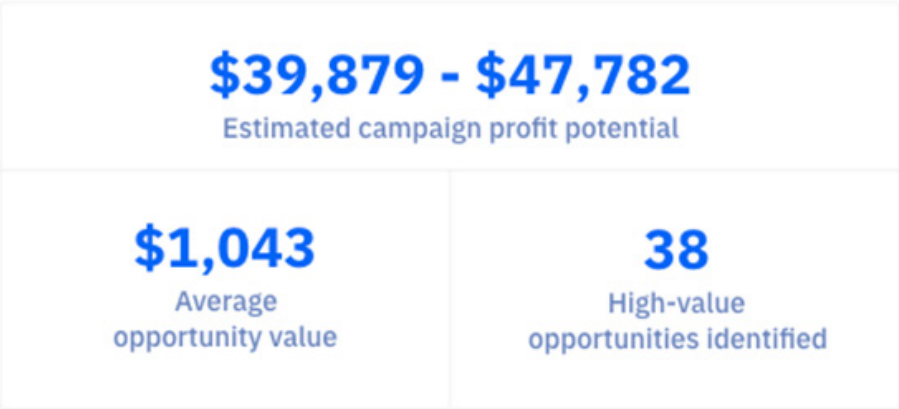 $39,879 - $47,782
Estimated campaign profit potential
$1,043
Average
opportunity value
38
High-value
opportunities identified